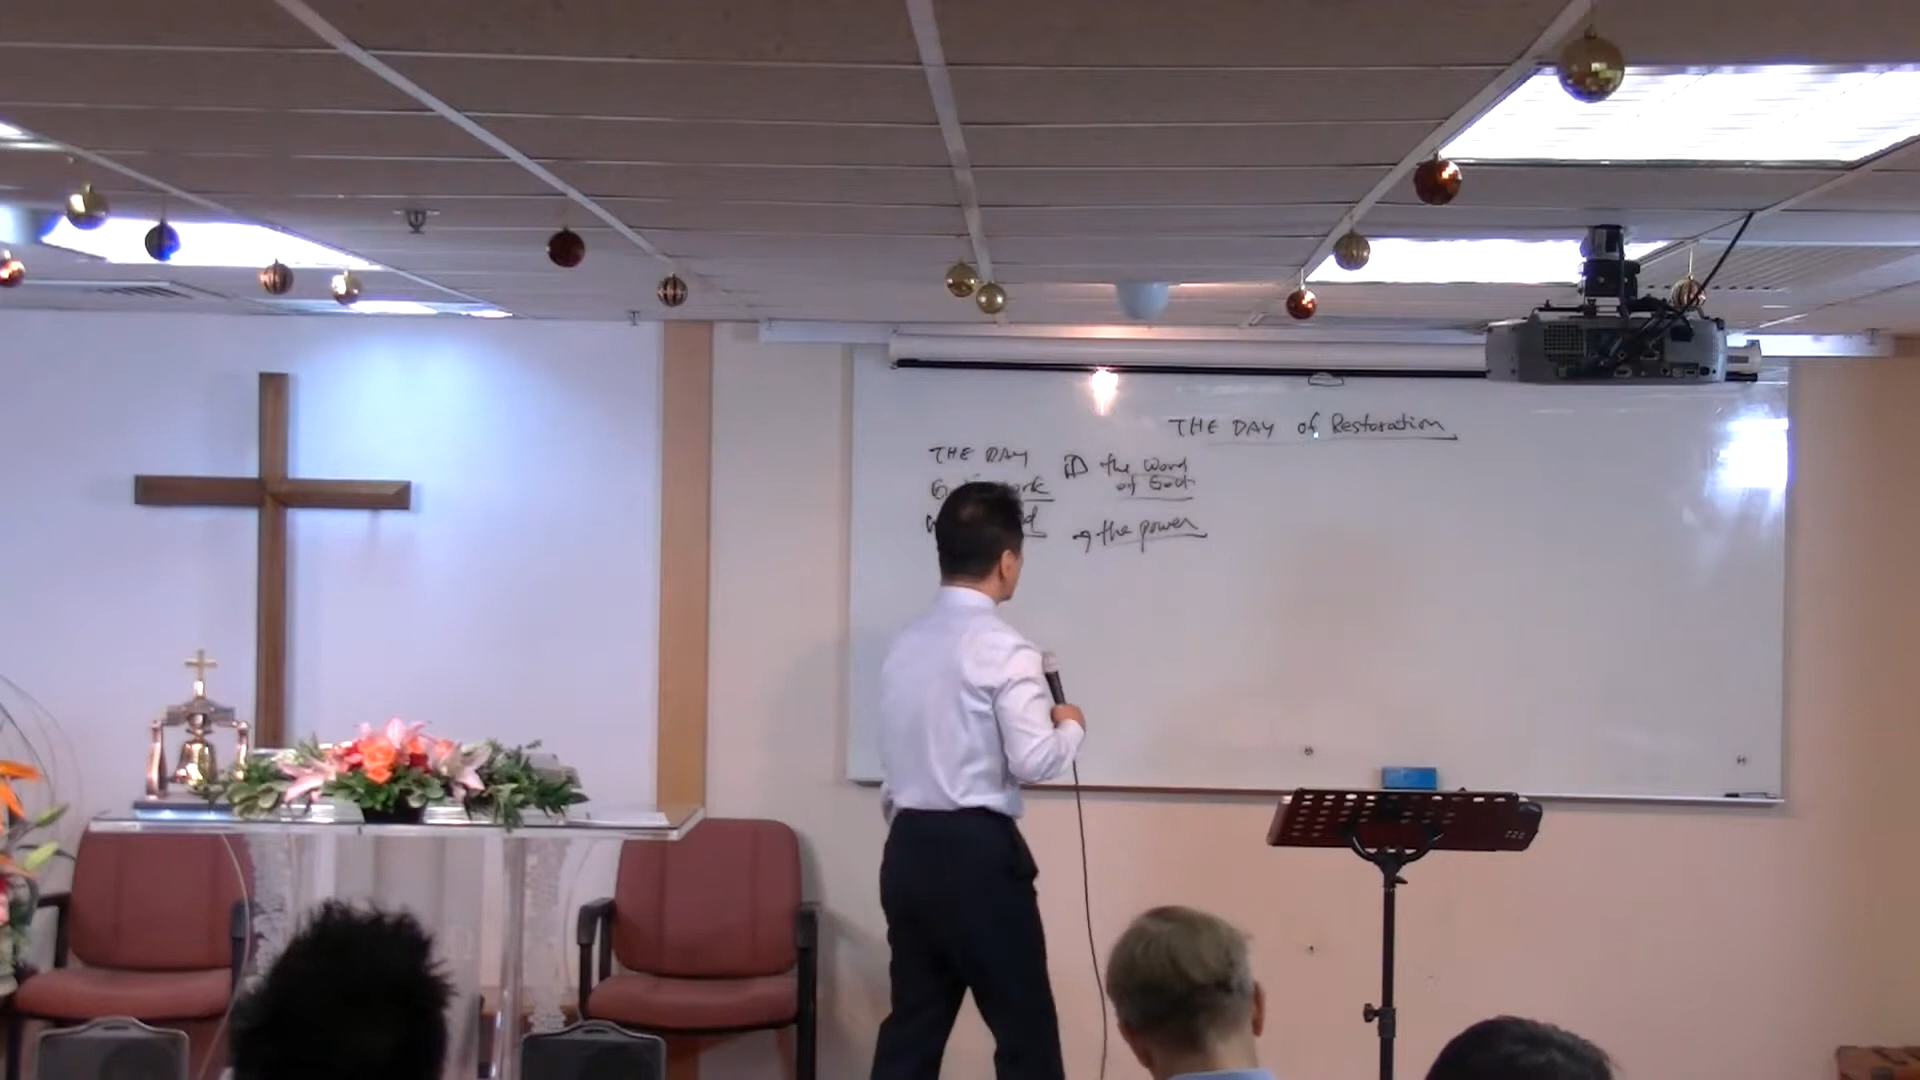 THE DAY of Restoration
THE DAY
the Word
of God
the power